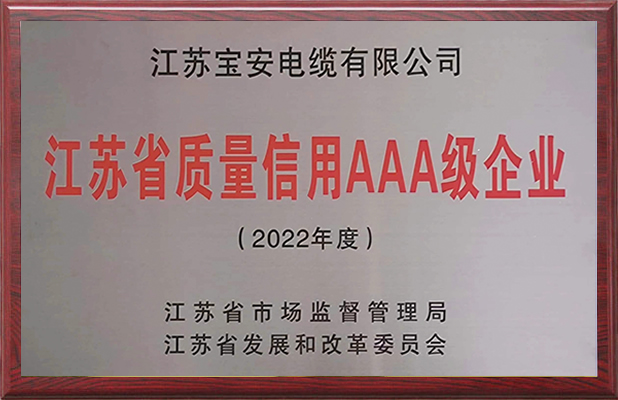 江苏宝安电缆有限公司
江苏省质量信用AAA级企业
（2022年度）
江苏省市场监督管理局
江苏省发展和改革委员会